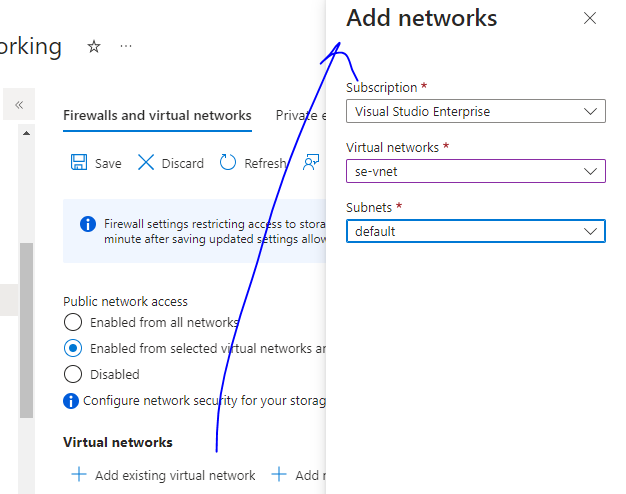 orking
Add networks
Firewalls and virtual networks
Private e
Save
Discard
Refresh
Firewall settings restricting access to stora
minute after saving updated settings allow
Public network access
Enabled from all networks
Enabled from selected virtual networks an
Disabled
Configure network security for your storag
Virtual networks
Add existing virtual network
Add n
Subscription *
Visual Studio Enterprise
Virtual networks *
se-vnet
Subnets *
default